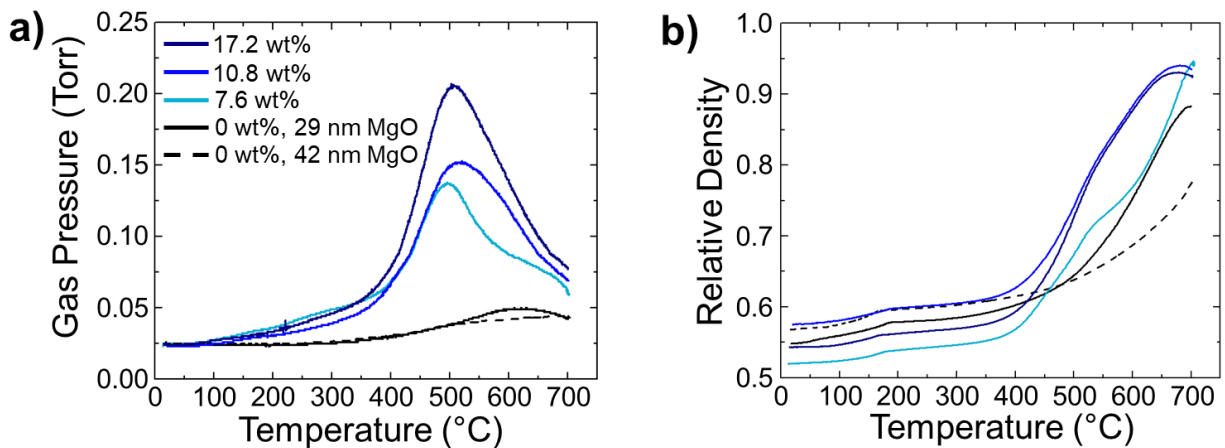 a)
Gas Pressure (Torr)
0.25
0.20
0.15
0.10
0.05
0.00
17.2 wt%
10.8 wt%
7.6 wt%
0 wt%, 29 nm MgO
0 wt%, 42 nm MgO
0 100 200 300 400 500 600 700
Temperature (°C)
b)
Relative Density
1.0
0.9
0.8
0.7
0.6
0.5
0 100 200 300 400 500 600 700
Temperature (°C)